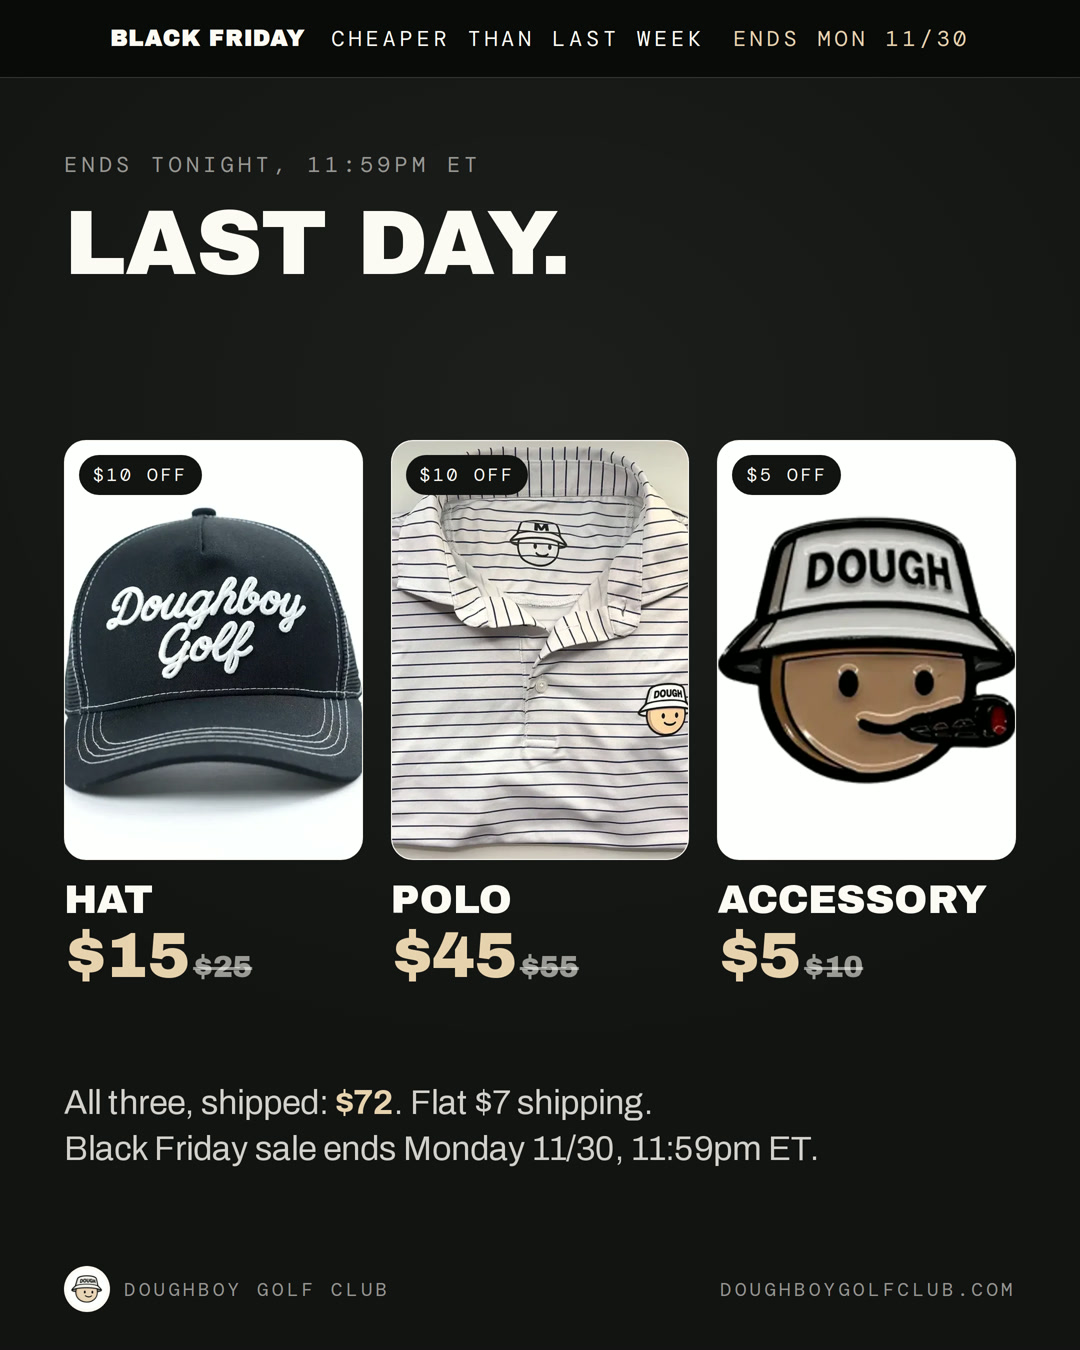 BLACK FRIDAY CHEAPER THAN LAST WEEK ENDS MON 11/30
ENDS TONIGHT, 11:59PM ET
LAST DAY.
$10 OFF
$10 OFF
$5 OFF
Doughboy
Golf
M
DOUGH
DOUGH
HAT
POLO
ACCESSORY
$15 $25
$45 $55
$5 $10
All three, shipped: $72. Flat $7 shipping.
Black Friday sale ends Monday 11/30, 11:59pm ET.
DOUGH
DOUGHBOY GOLF CLUB
DOUGHBOYGOLFCLUB.COM